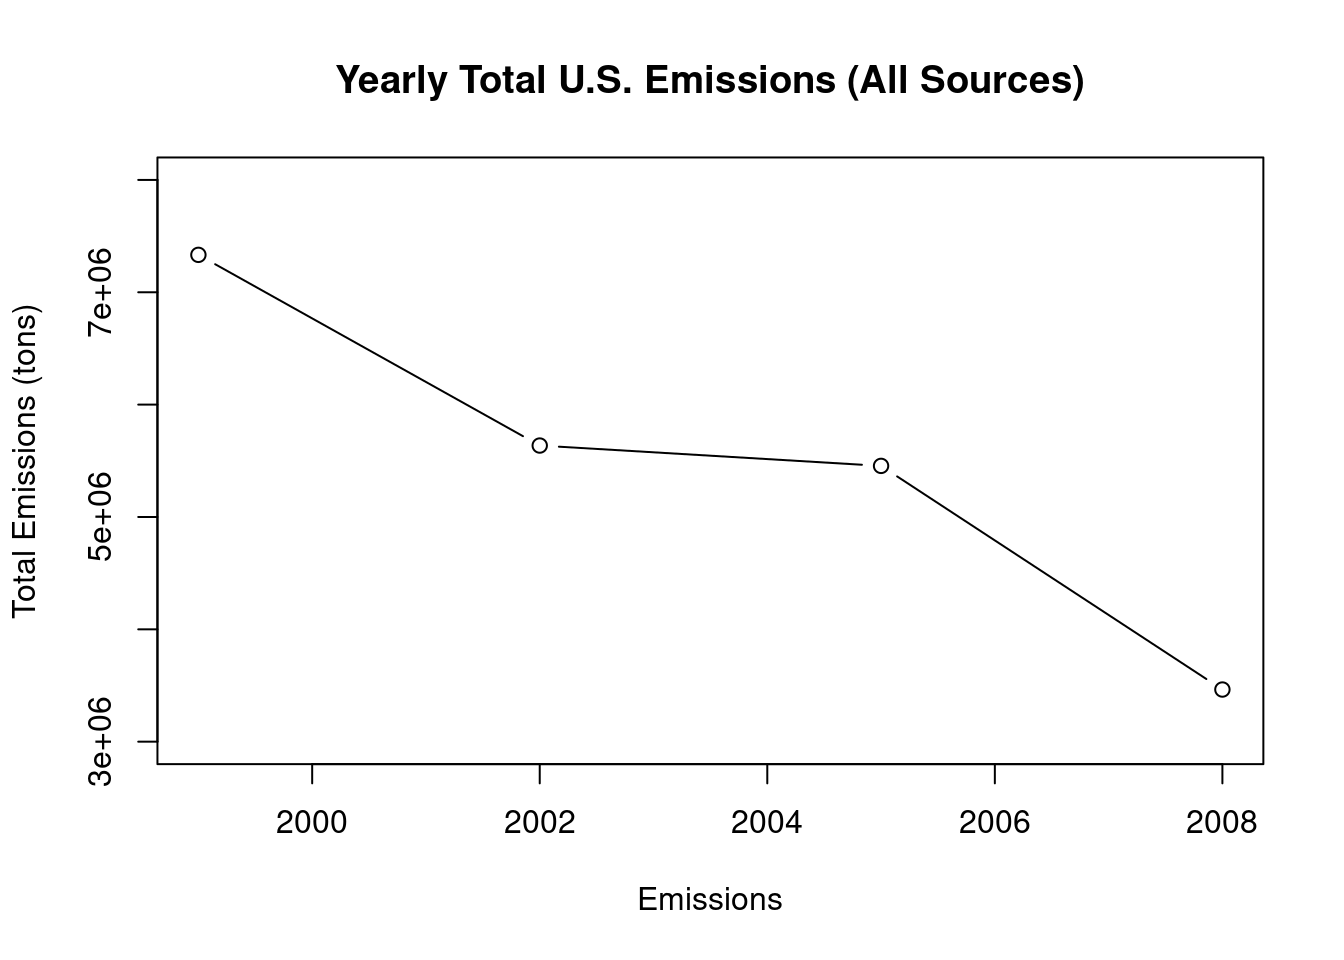 Yearly Total U.S. Emissions (All Sources)
Total Emissions (tons)
7e+06
5e+06
3e+06
2000 2002 2004 2006 2008
Emissions